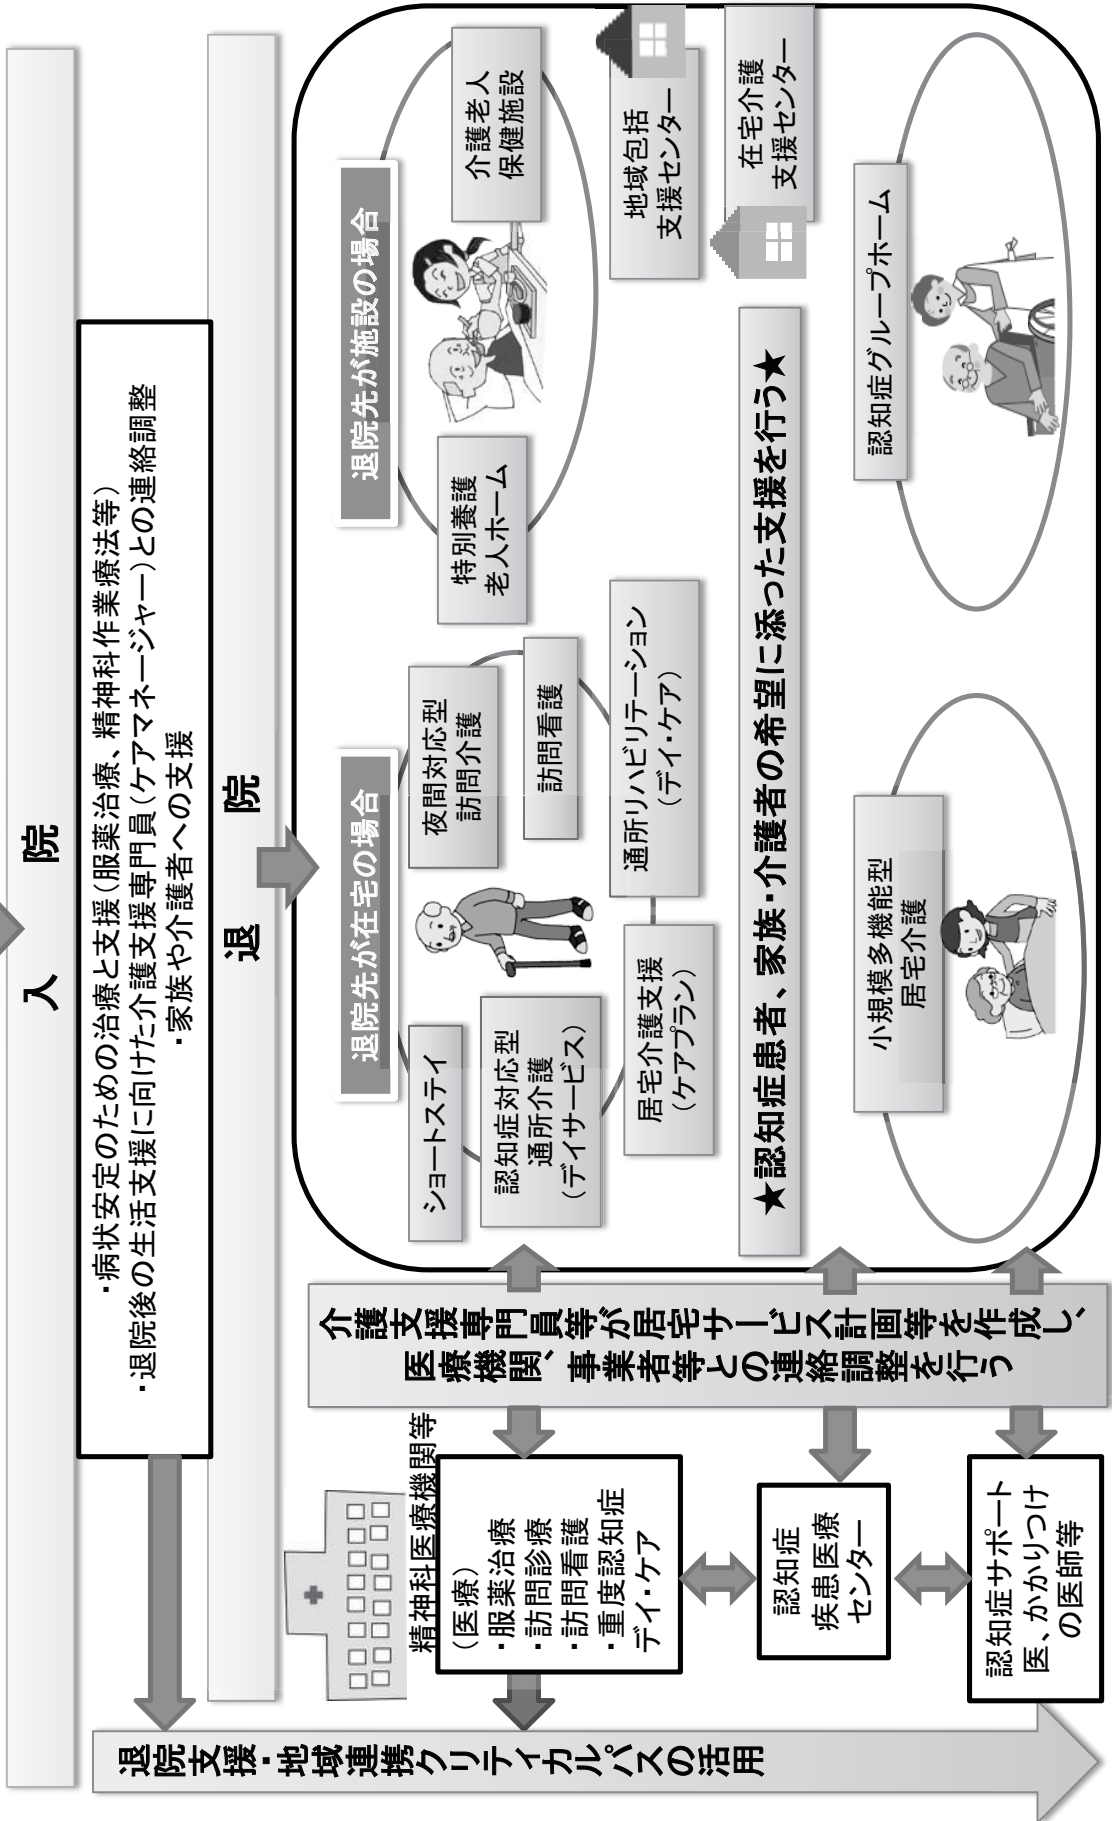 入　院
・病状安定のための治療と支援（服薬治療、精神科作業療法等）
・退院後の生活支援に向けた介護支援専門員（ケアマネージャー）との連絡調整
・家族や介護者への支援
退　院
退院支援・地域連携クリティカルパスの活用
精神科医療機関等
（医療）
・服薬治療
・訪問診療
・訪問看護
・重度認知症
デイ・ケア
認知症
疾患医療
センター
認知症サポート
医、かかりつけ
の医師等
介護支援専門員等が居宅サービス計画等を作成し、
医療機関、事業者等との連絡調整を行う
退院先が在宅の場合
ショートステイ
夜間対応型
訪問介護
認知症対応型
通所介護
（デイサービス）
訪問看護
居宅介護支援
（ケアプラン）
通所リハビリテーション
（デイ・ケア）
退院先が施設の場合
特別養護
老人ホーム
介護老人
保健施設
地域包括
支援センター
在宅介護
支援センター
★認知症患者、家族・介護者の希望に添った支援を行う★
小規模多機能型
居宅介護
認知症グループホーム